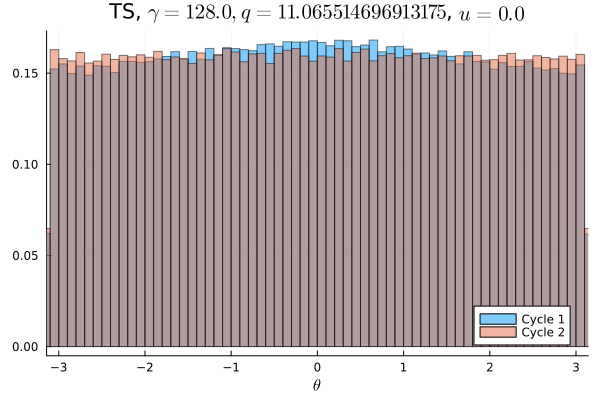 TS, γ = 128.0, q = 11.065514696913175, u = 0.0
0.15
0.10
0.05
0.00
Cycle 1
Cycle 2
−3 −2 −1 0 1 2 3
θ